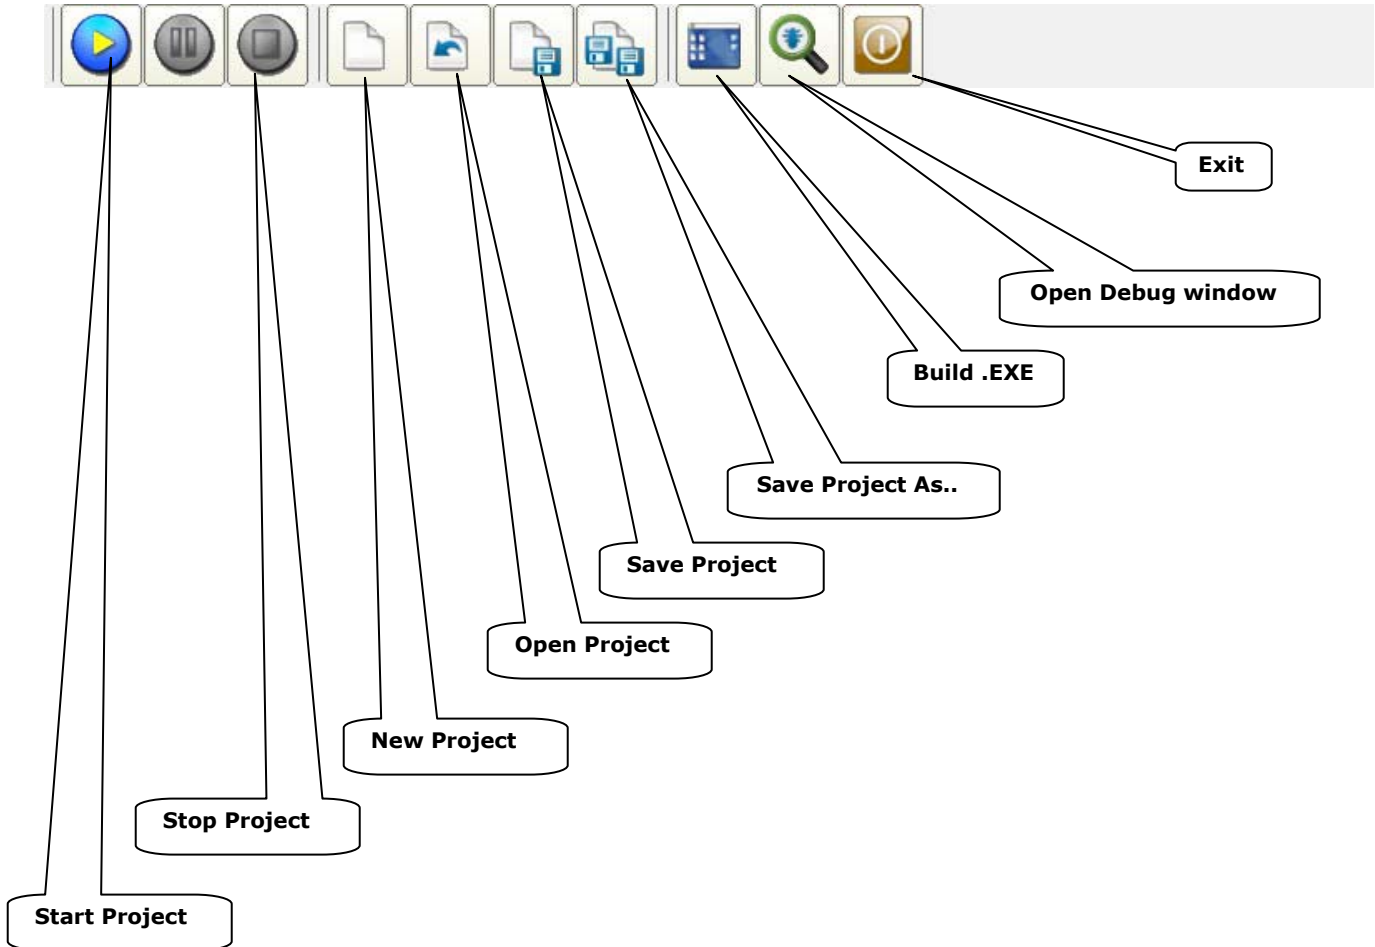 Exit
Open Debug window
Build .EXE
Save Project As..
Save Project
Open Project
New Project
Stop Project
Start Project